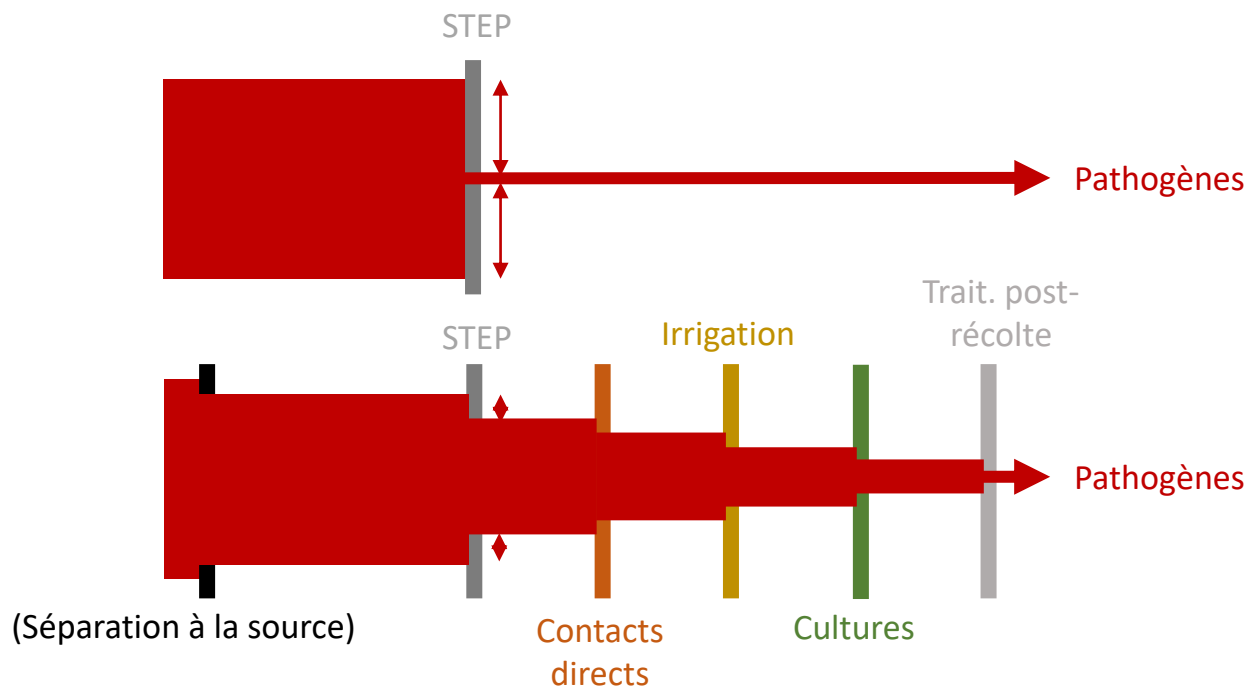 STEP
Pathogènes
STEP
Irrigation
Trait. post-
récolte
Pathogènes
(Séparation à la source)
Contacts
directs
Cultures